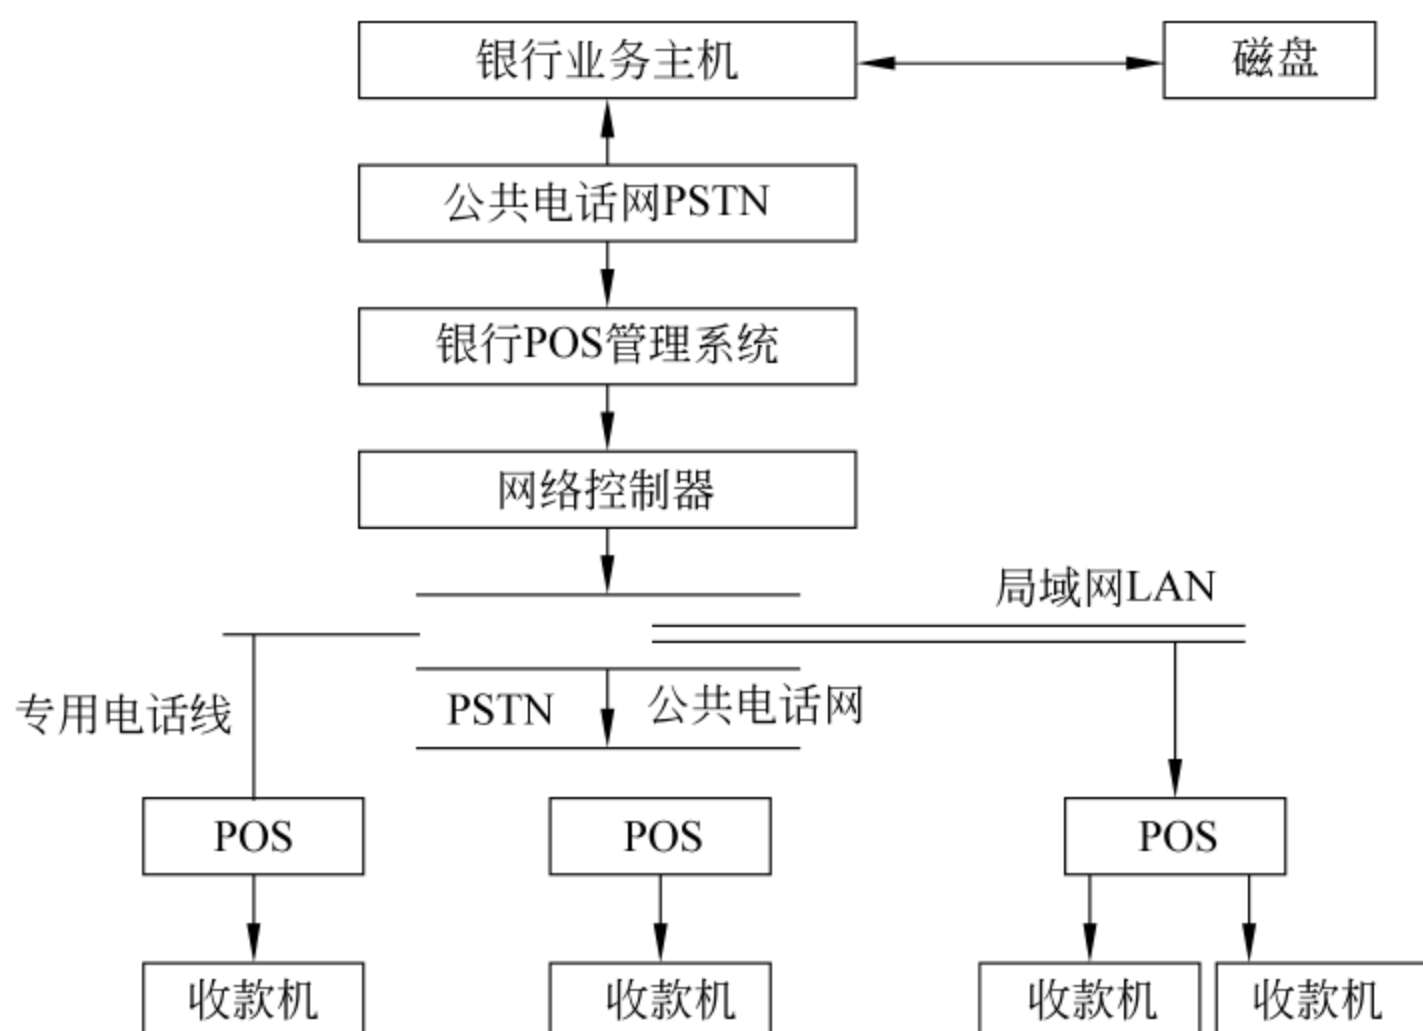 银行业务主机
磁盘
公共电话网PSTN
银行POS管理系统
网络控制器
局域网LAN
专用电话线
PSTN
公共电话网
POS
POS
POS
收款机
收款机
收款机
收款机